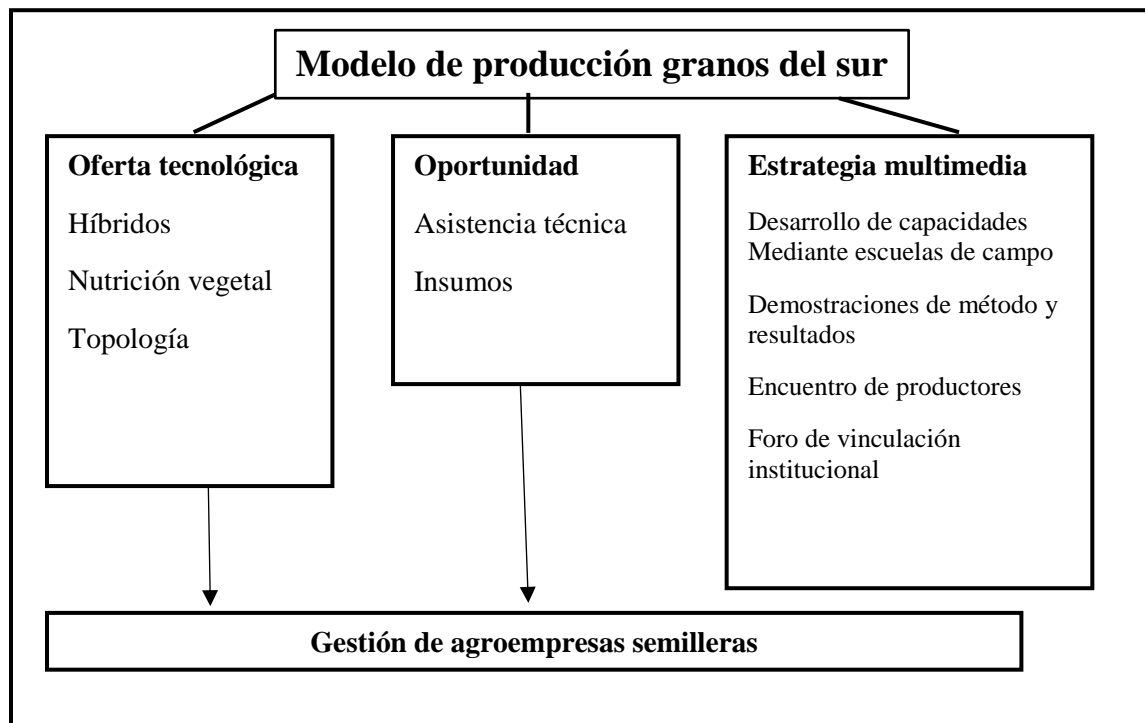 Modelo de producción granos del sur
Oferta tecnológica
Híbridos
Nutrición vegetal
Topología
Oportunidad
Asistencia técnica
Insumos
Estrategia multimedia
Desarrollo de capacidades
Mediante escuelas de campo
Demostraciones de método y
resultados
Encuentro de productores
Foro de vinculación
institucional
Gestión de agroempresas semilleras